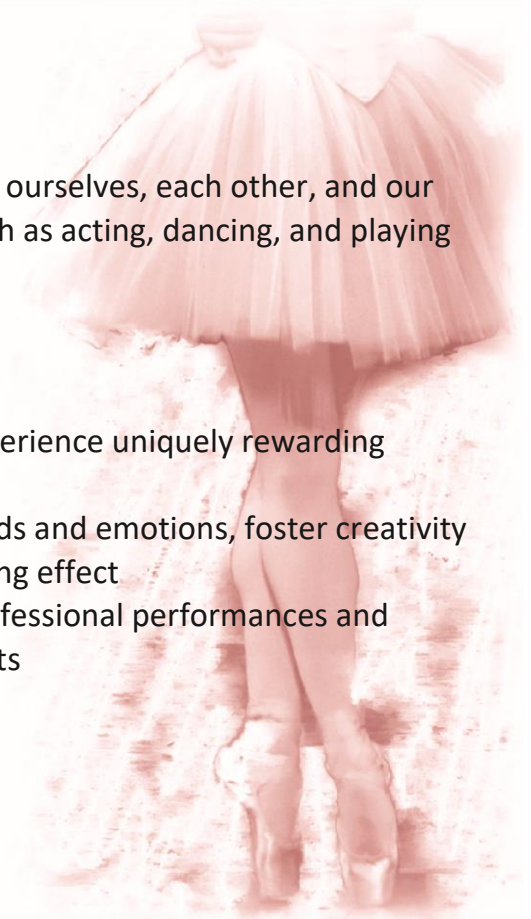 ourselves, each other, and our
h as acting, dancing, and playing
erience uniquely rewarding
ds and emotions, foster creativity
ng effect
fessional performances and
ts